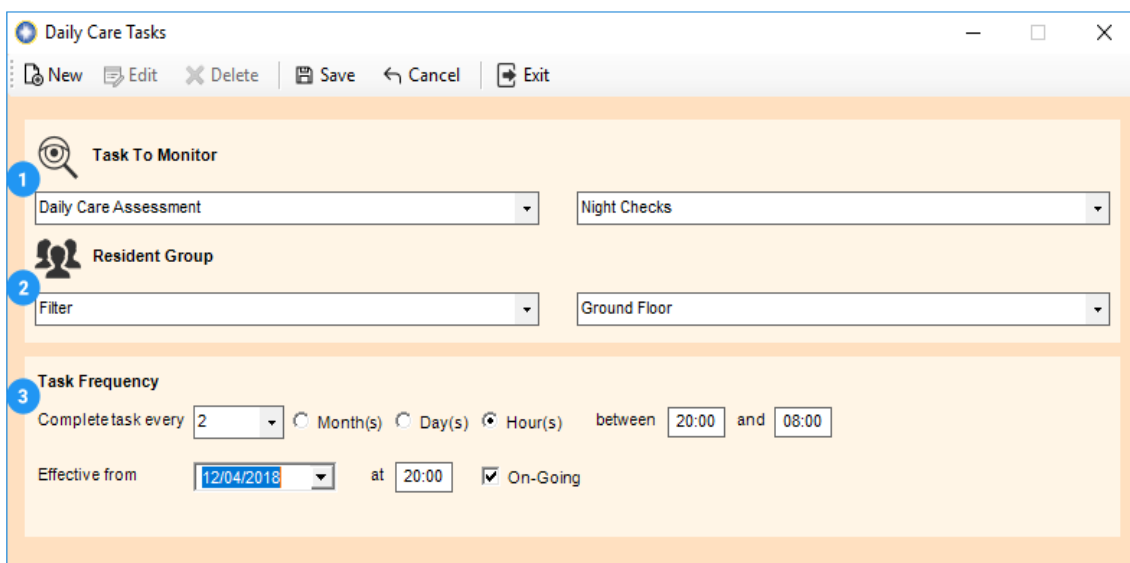 Daily Care Tasks
New Edit Delete Save Cancel Exit
Task To Monitor
1
Daily Care Assessment Night Checks
Resident Group
2
Filter Ground Floor
Task Frequency
3
Complete task every 2 Month(s) Day(s) Hour(s) between 20:00 and 08:00
Effective from 12/04/2018 at 20:00 On-Going